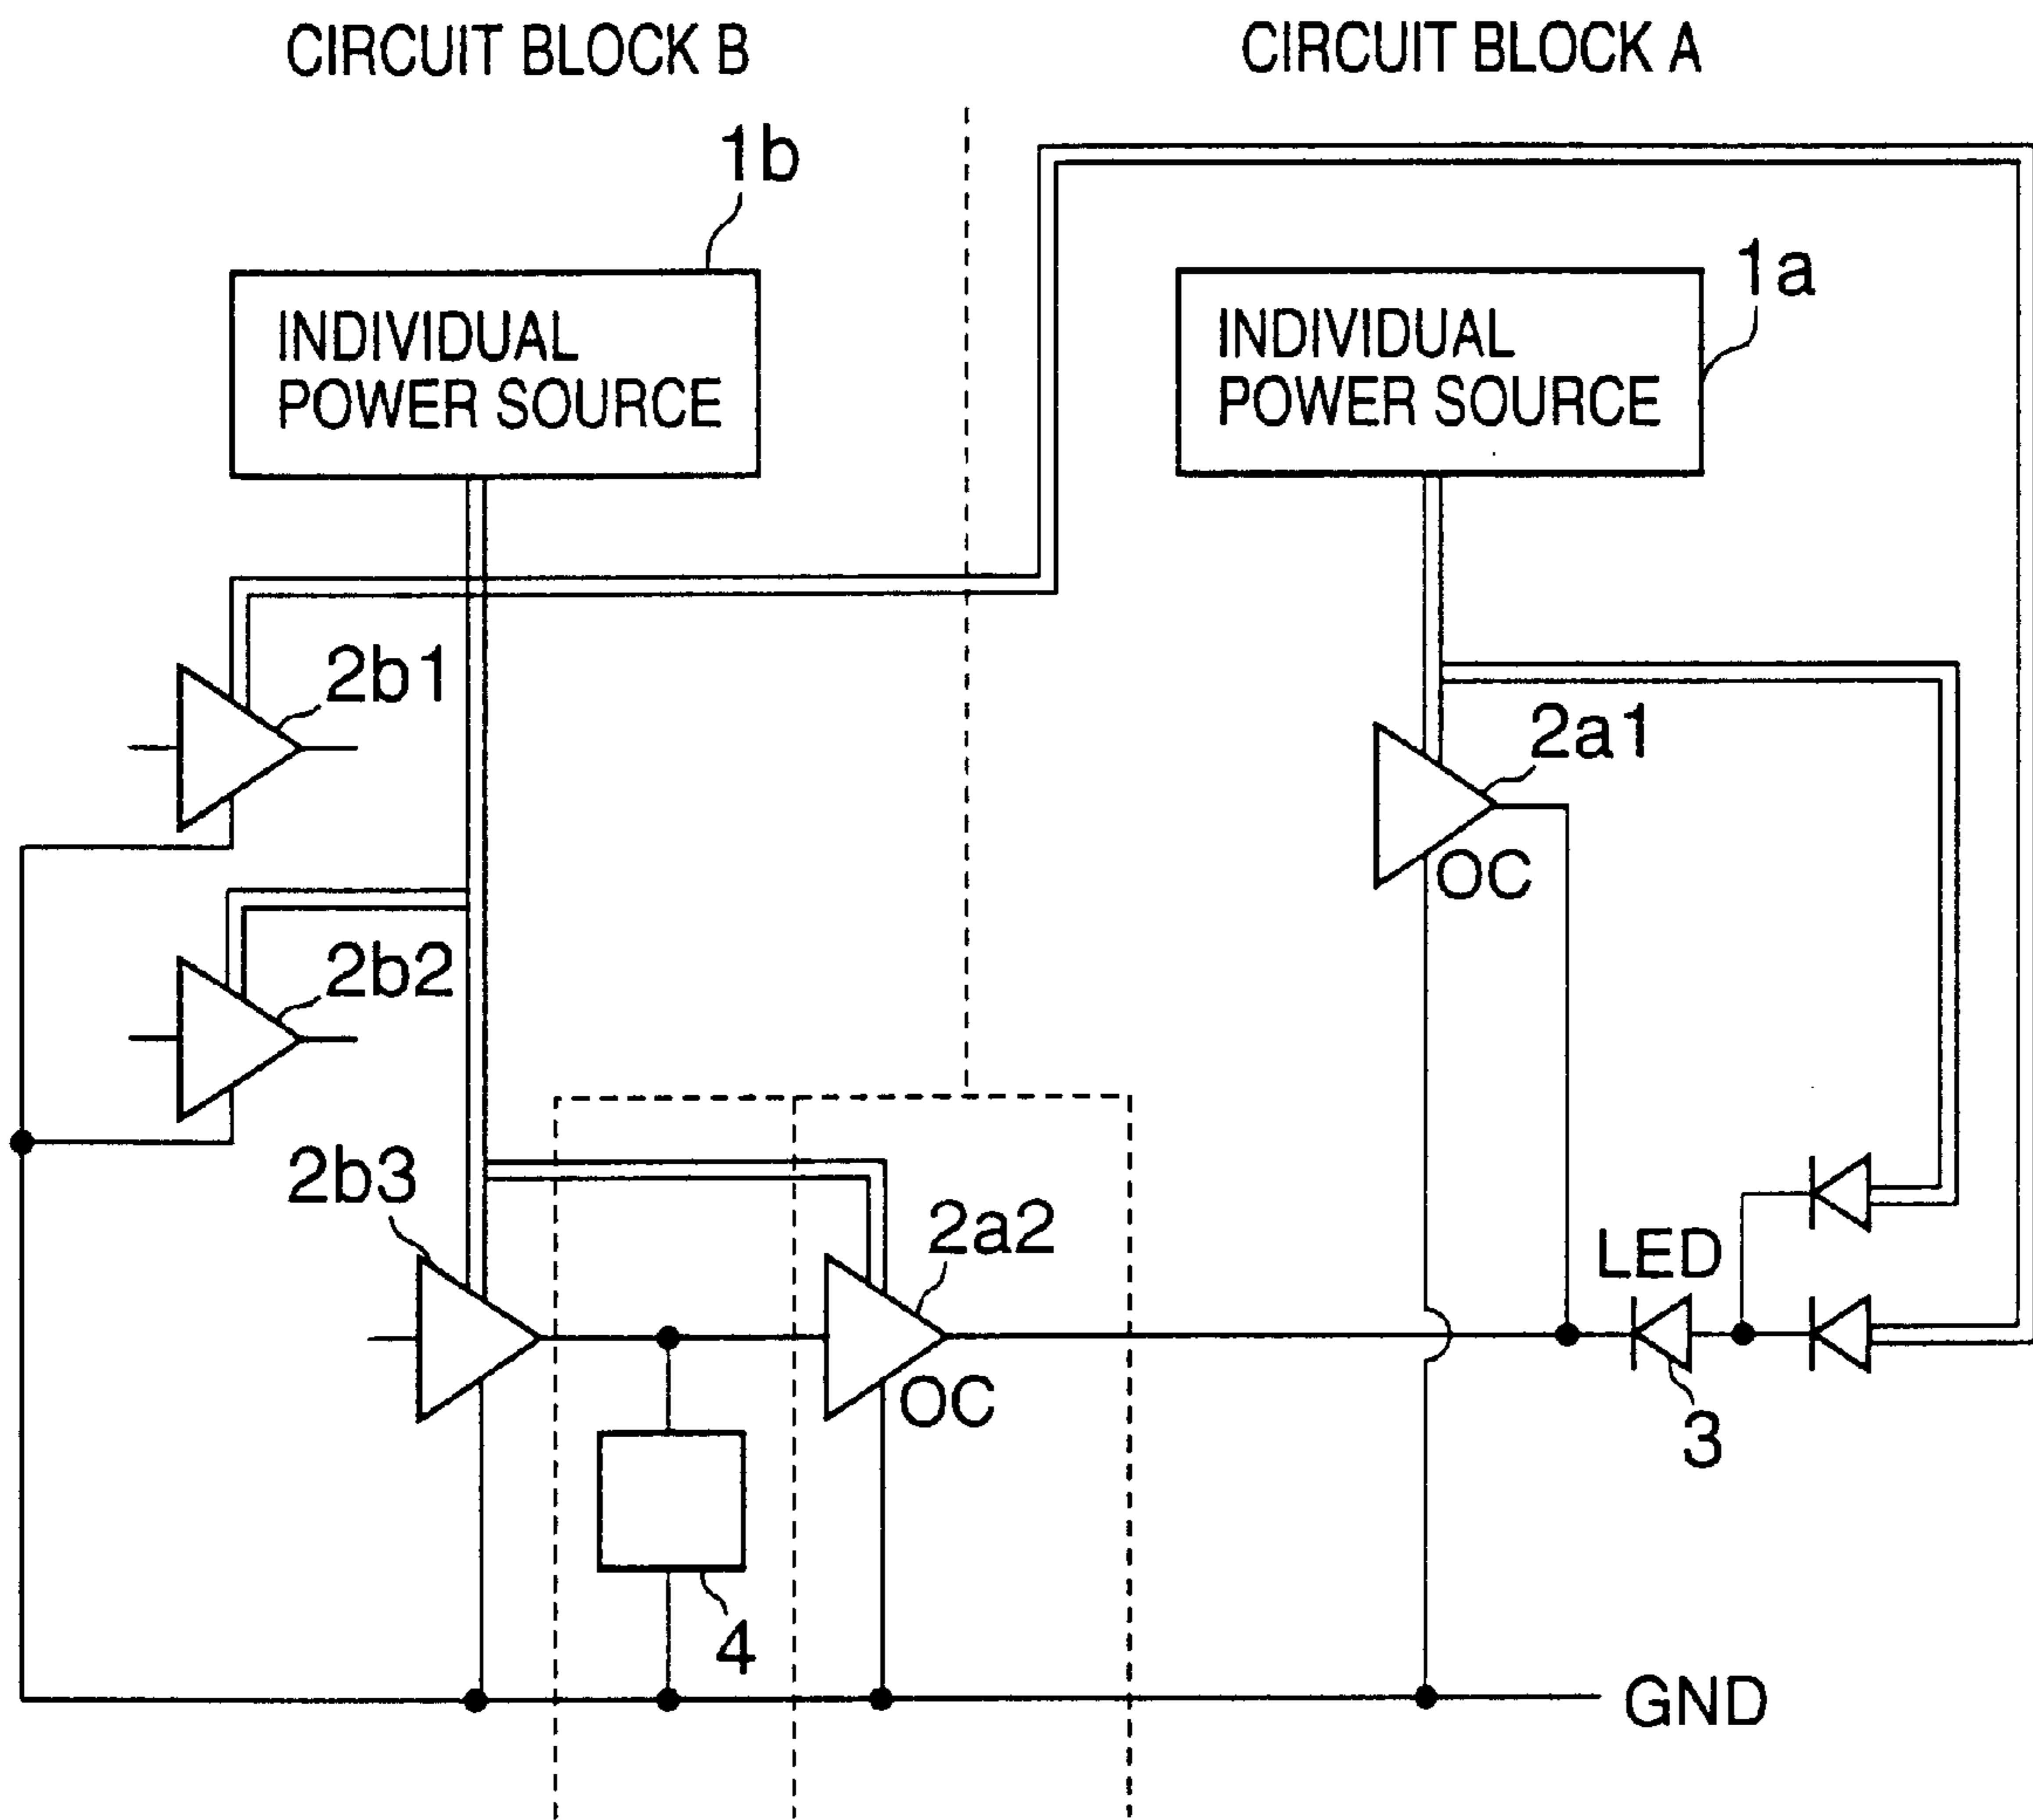 CIRCUIT BLOCK B
CIRCUIT BLOCK A
1b
1a
INDIVIDUAL
POWER SOURCE
INDIVIDUAL
POWER SOURCE
2b1
2a1
OC
2b2
2b3
2a2
LED
OC
3
4
GND